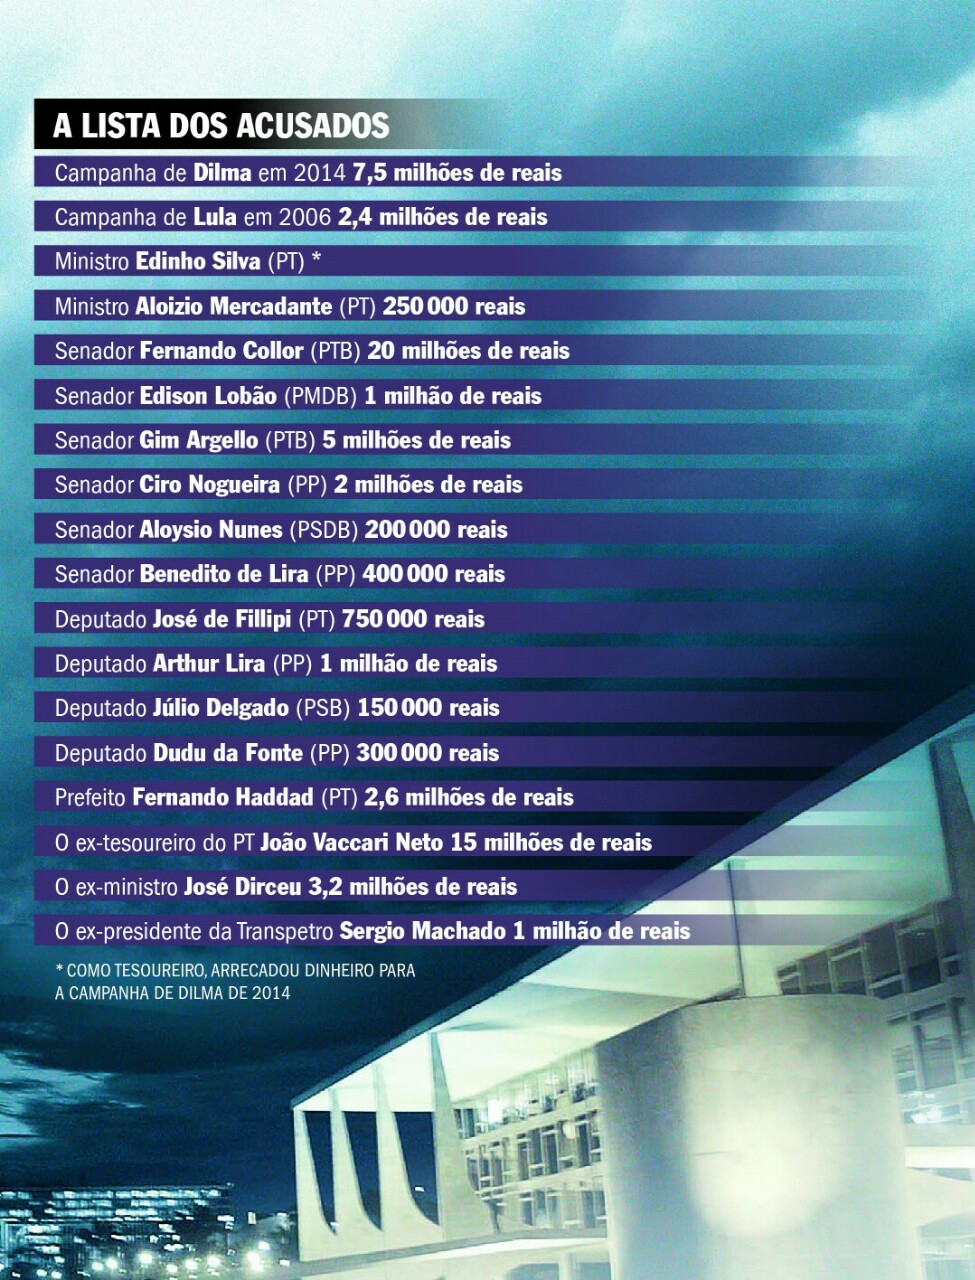 A LISTA DOS ACUSADOS
Campanha de Dilma em 2014 7,5 milhões de reais
Campanha de Lula em 2006 2,4 milhões de reais
Ministro Edinho Silva (PT) *
Ministro Aloizio Mercadante (PT) 250 000 reais
Senador Fernando Collor (PTB) 20 milhões de reais
Senador Edison Lobão (PMDB) 1 milhão de reais
Senador Gim Argello (PTB) 5 milhões de reais
Senador Ciro Nogueira (PP) 2 milhões de reais
Senador Aloysio Nunes (PSDB) 200 000 reais
Senador Benedito de Lira (PP) 400 000 reais
Deputado José de Fillipi (PT) 750 000 reais
Deputado Arthur Lira (PP) 1 milhão de reais
Deputado Júlio Delgado (PSB) 150 000 reais
Deputado Dudu da Fonte (PP) 300 000 reais
Prefeito Fernando Haddad (PT) 2,6 milhões de reais
O ex-tesoureiro do PT João Vaccari Neto 15 milhões de reais
O ex-ministro José Dirceu 3,2 milhões de reais
O ex-presidente da Transpetro Sergio Machado 1 milhão de reais
* COMO TESOUREIRO, ARRECADOU DINHEIRO PARA
A CAMPANHA DE DILMA DE 2014